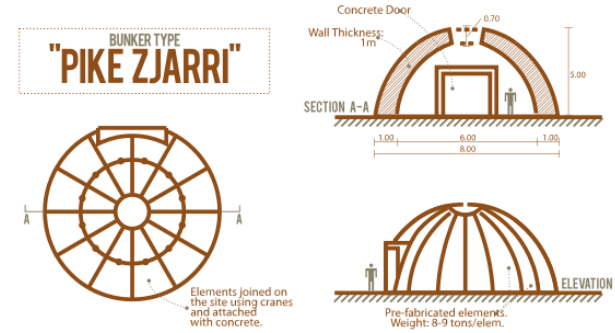 BUNKER TYPE
"PIKE ZJARRI"
A
A
Elements joined on
the site using cranes
and attached
with concrete.
Concrete Door
Wall Thickness:
1m
0.70
5.00
SECTION A-A
1.00
6.00
1.00
8.00
ELEVATION
Pre-fabricated elements.
Weight: 8-9 tons/elem.